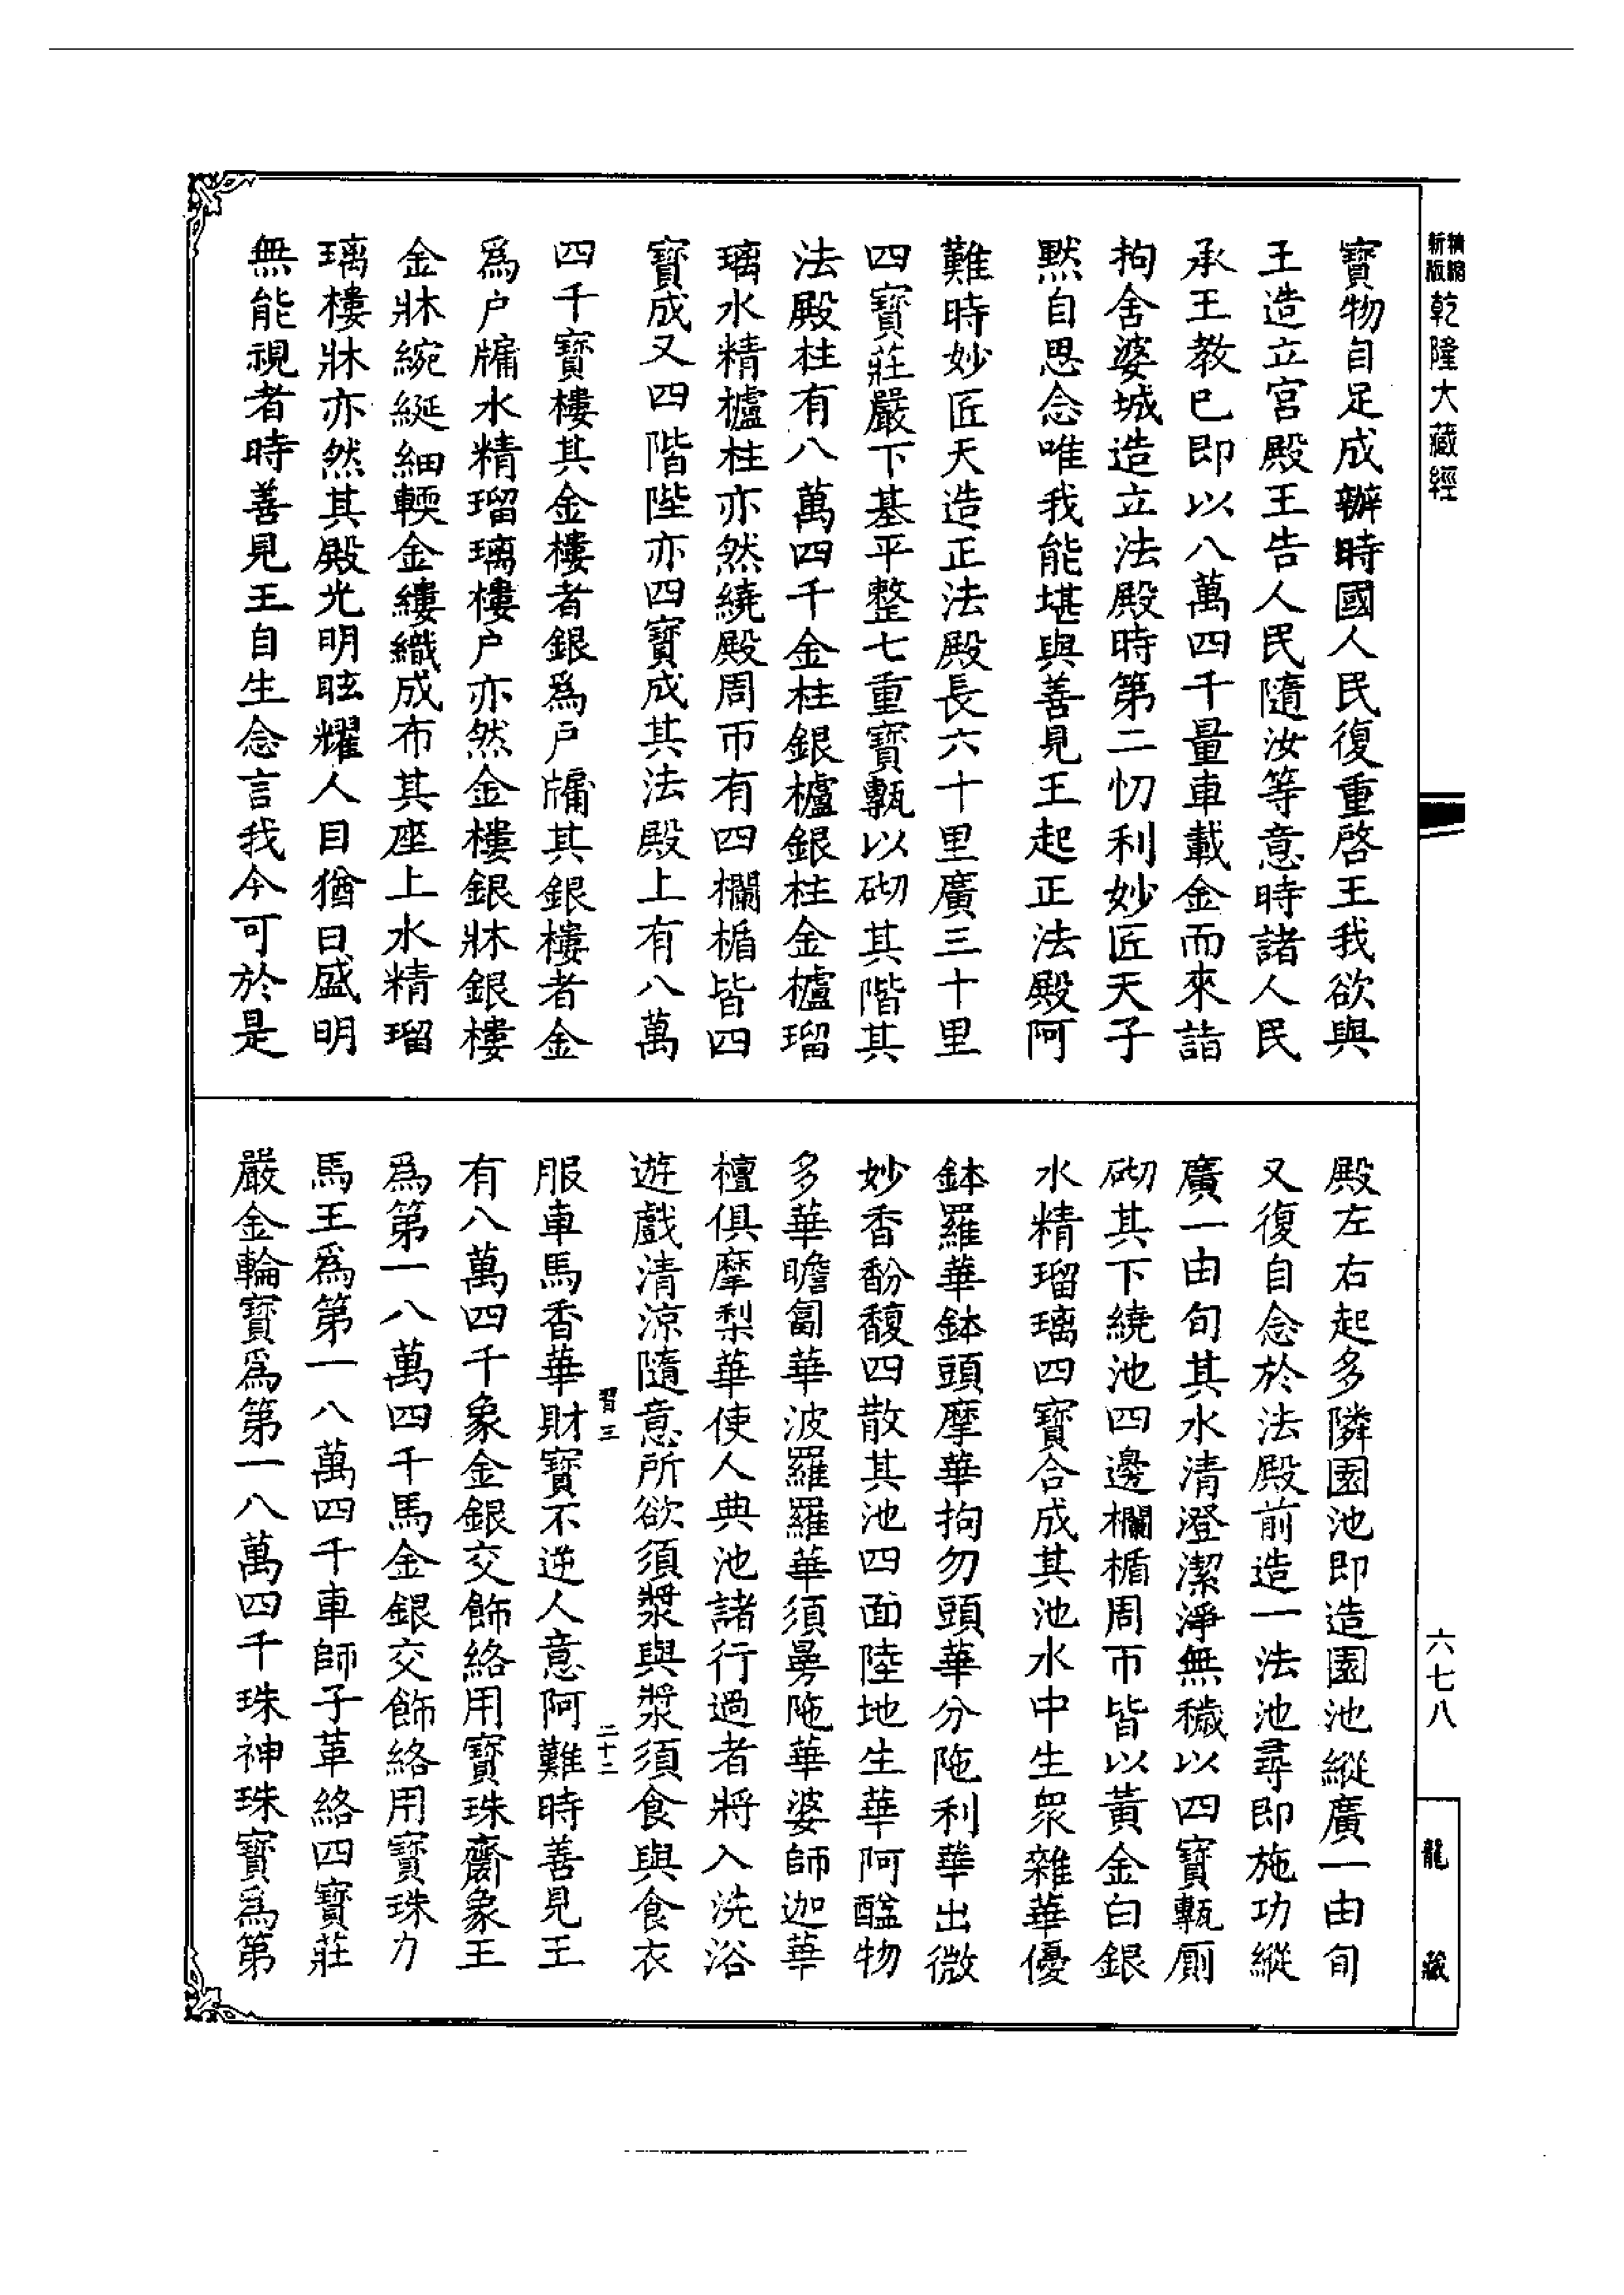 精縮
新版
乾隆大藏經
寶物自足成辦時國人民復重啓王我欲與
王造立宮殿王告人民隨汝等意時諸人民
承王教已即以八萬四千量車載金而來詣
拘舍婆城造立法殿時第二忉利妙匠天子
黙自思念唯我能堪與善見王起正法殿阿
難時妙匠天造正法殿長六十里廣三十里
四寶莊嚴下基平整七重寶甎以砌其階其
法殿柱有八萬四千金柱銀櫨銀柱金櫨瑠
璃水精櫨柱亦然繞殿周帀有四欄楯皆四
寶成又四階陛亦四寶成其法殿上有八萬
四千寶樓其金樓者銀爲戶牗其銀樓者金
爲戶牗水精瑠璃樓戶亦然金樓銀牀銀樓
金牀綩綖細輭金縷織成布其座上水精瑠
璃樓牀亦然其殿光明眩耀人目猶日盛明
無能視者時善見王自生念言我今可於是
六七八
龍藏
殿左右起多隣園池即造園池縱廣一由旬
又復自念於法殿前造一法池尋即施功縱
廣一由旬其水清澄潔淨無穢以四寶甎廁
砌其下繞池四邊欄楯周帀皆以黃金白銀
水精瑠璃四寶合成其池水中生衆雜華優
鉢羅華鉢頭摩華拘勿頭華分陁利華出微
妙香馚馥四散其池四面陸地生華阿醯物
多華瞻蔔華波羅羅華須曼陁華婆師迦華
檀俱摩梨華使人典池諸行過者將入洗浴
遊戲清涼隨意所欲須漿與漿須食與食衣
習三
二十二
服車馬香華財寶不逆人意阿難時善見王
有八萬四千象金銀交飾絡用寶珠齋象王
爲第一八萬四千馬金銀交飾絡用寶珠力
馬王爲第一八萬四千車師子革絡四寶莊
嚴金輪寶爲第一八萬四千珠神珠寶爲第